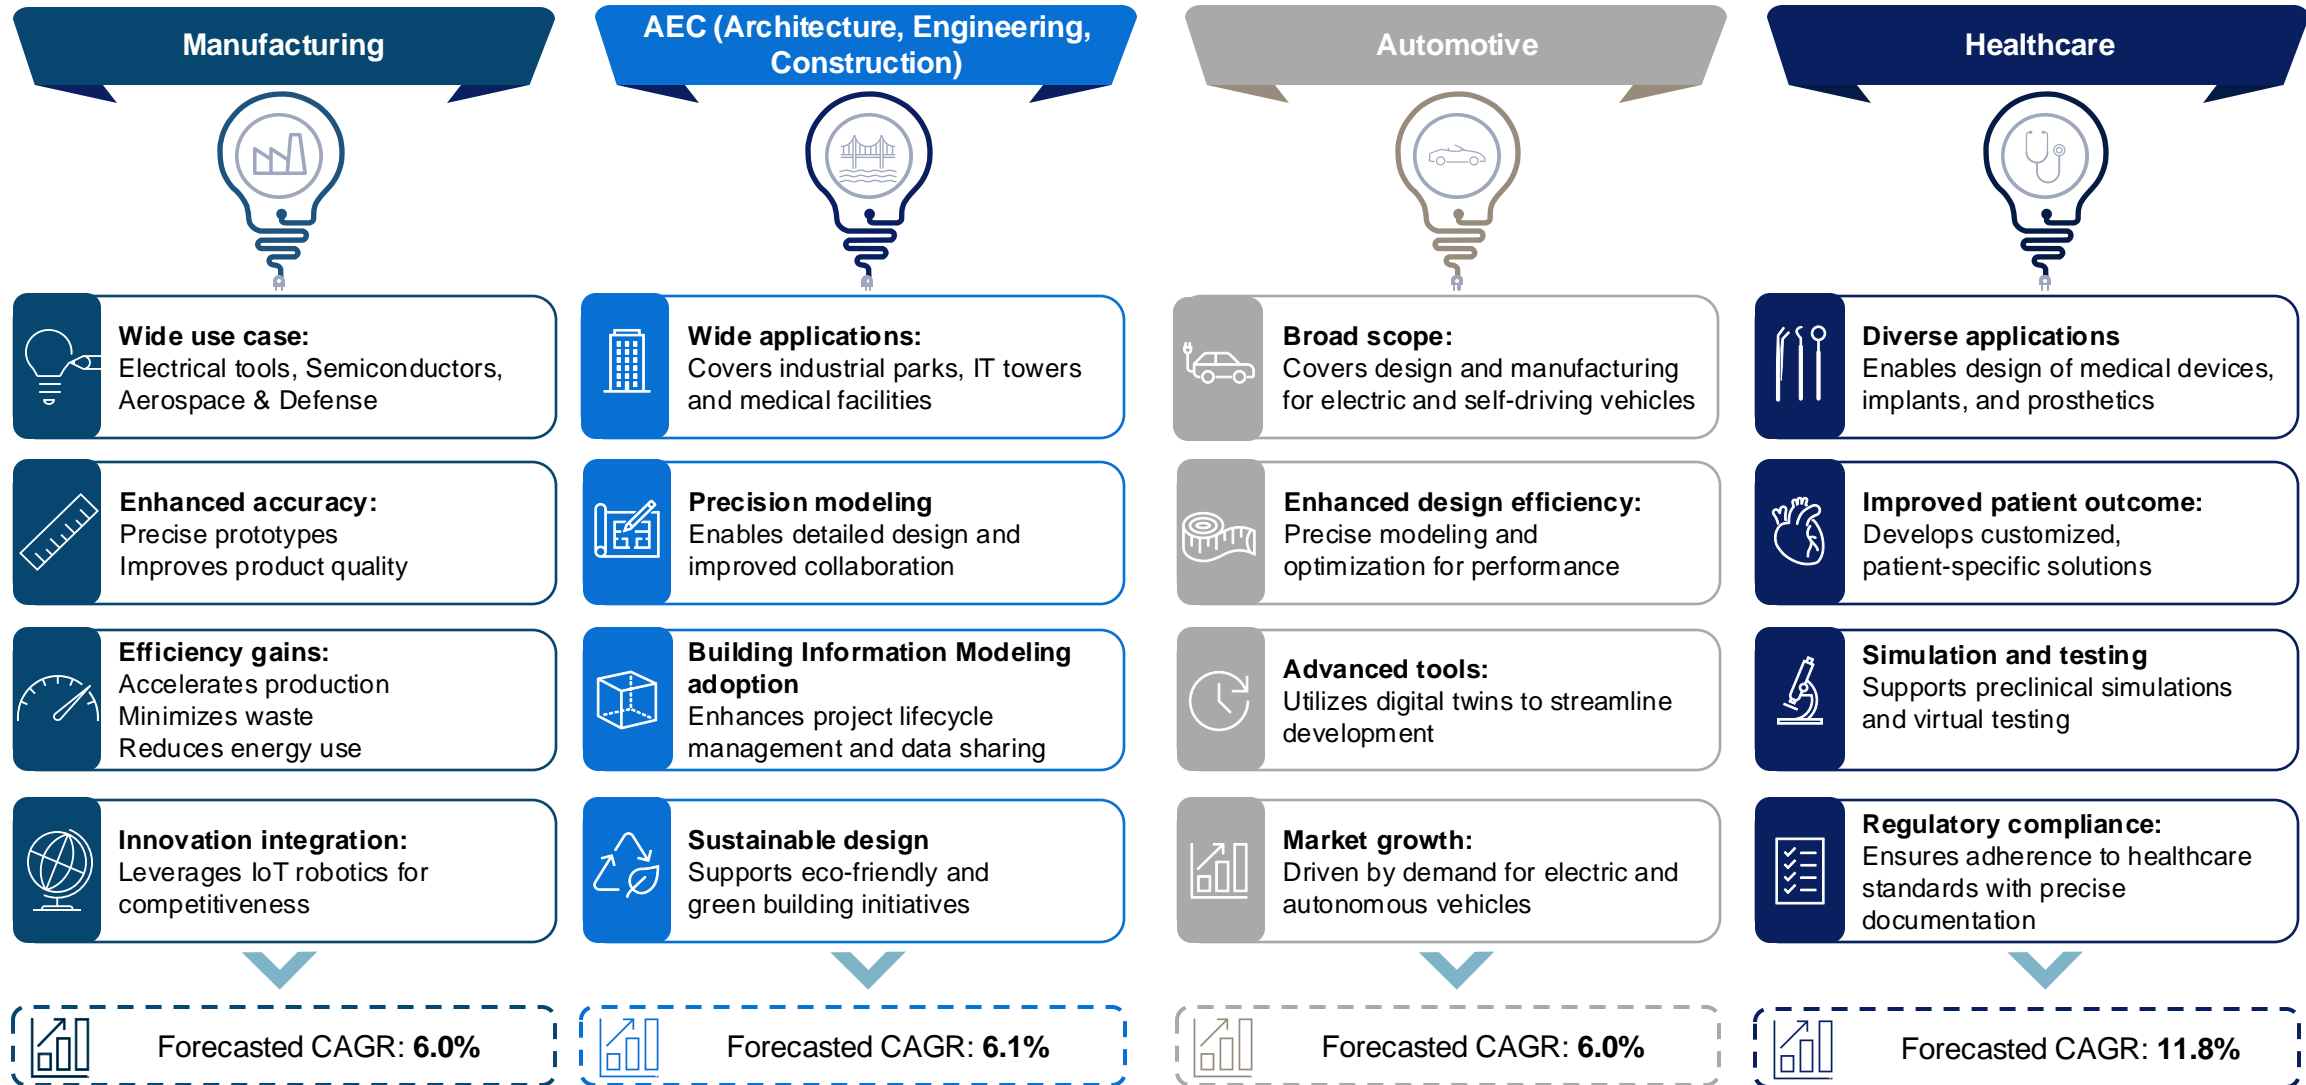 Manufacturing
Wide use case:
Electrical tools, Semiconductors,
Aerospace & Defense
Enhanced accuracy:
Precise prototypes
Improves product quality
Efficiency gains:
Accelerates production
Minimizes waste
Reduces energy use
Innovation integration:
Leverages IoT robotics for
competitiveness
Forecasted CAGR: 6.0%
AEC (Architecture, Engineering,
Construction)
Wide applications:
Covers industrial parks, IT towers
and medical facilities
Precision modeling
Enables detailed design and
improved collaboration
Building Information Modeling
adoption
Enhances project lifecycle
management and data sharing
Sustainable design
Supports eco-friendly and
green building initiatives
Forecasted CAGR: 6.1%
Automotive
Broad scope:
Covers design and manufacturing
for electric and self-driving vehicles
Enhanced design efficiency:
Precise modeling and
optimization for performance
Advanced tools:
Utilizes digital twins to streamline
development
Market growth:
Driven by demand for electric and
autonomous vehicles
Forecasted CAGR: 6.0%
Healthcare
Diverse applications
Enables design of medical devices,
implants, and prosthetics
Improved patient outcome:
Develops customized,
patient-specific solutions
Simulation and testing
Supports preclinical simulations
and virtual testing
Regulatory compliance:
Ensures adherence to healthcare
standards with precise
documentation
Forecasted CAGR: 11.8%